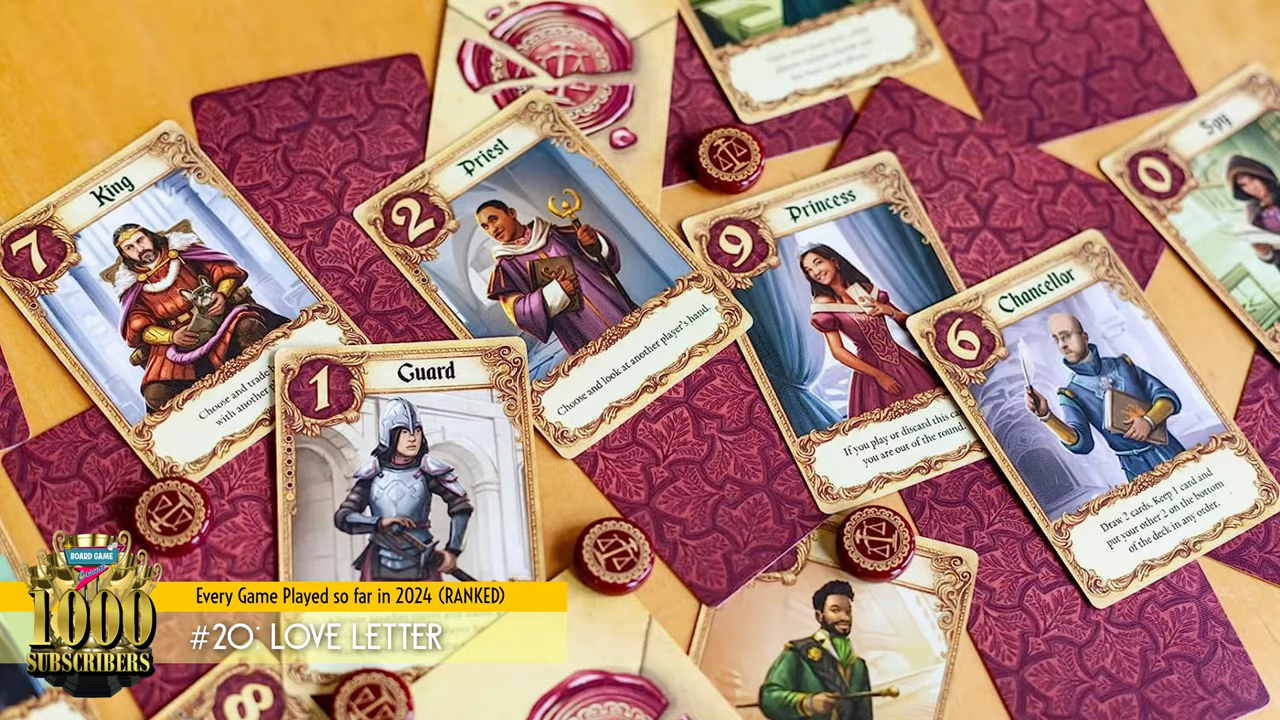 0
Spy
King
7
Priest
2
Choose and look at another player's hand.
Princess
9
If you play or discard this
you are out of the round.
Chancellor
6
Draw 2 cards. Keep 1 card and
put your other 2 on the bottom
of the deck in any order.
Choose and trade
with another
1
Guard
8
BOARD GAME
1000
SUBSCRIBERS
Every Game Played so far in 2024 (RANKED)
#20: LOVE LETTER